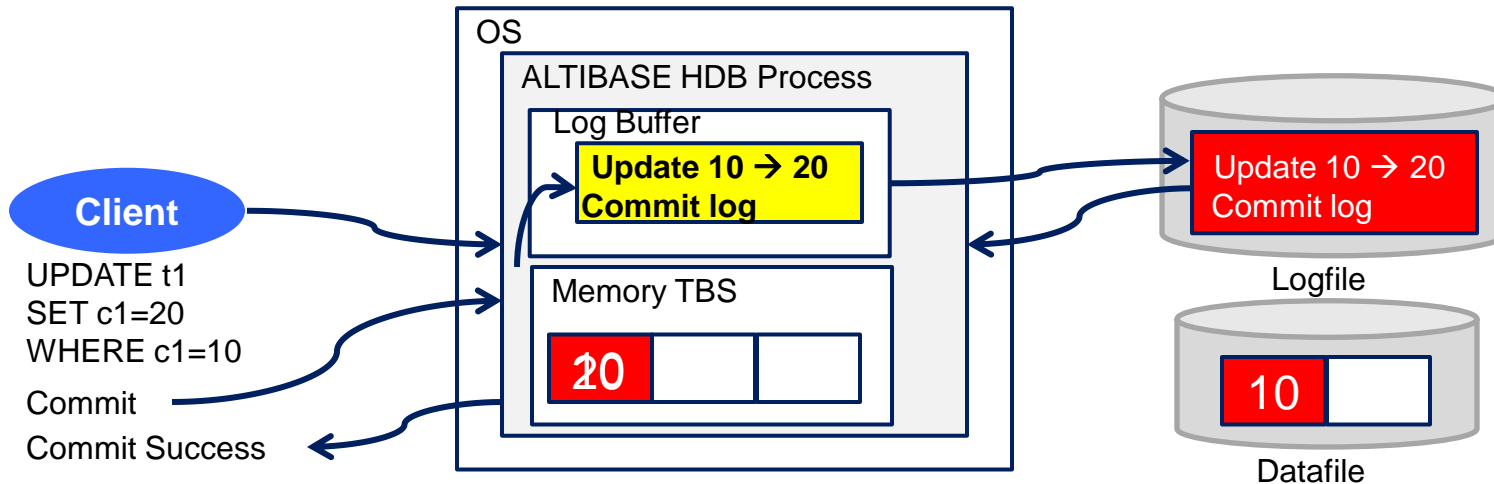 OS
ALTIBASE HDB Process
Log Buffer
Update 10 → 20
Commit log
Client
UPDATE t1
SET c1=20
WHERE c1=10
Commit
Commit Success
Memory TBS
Update 10 → 20
Commit log
Logfile
10
Datafile